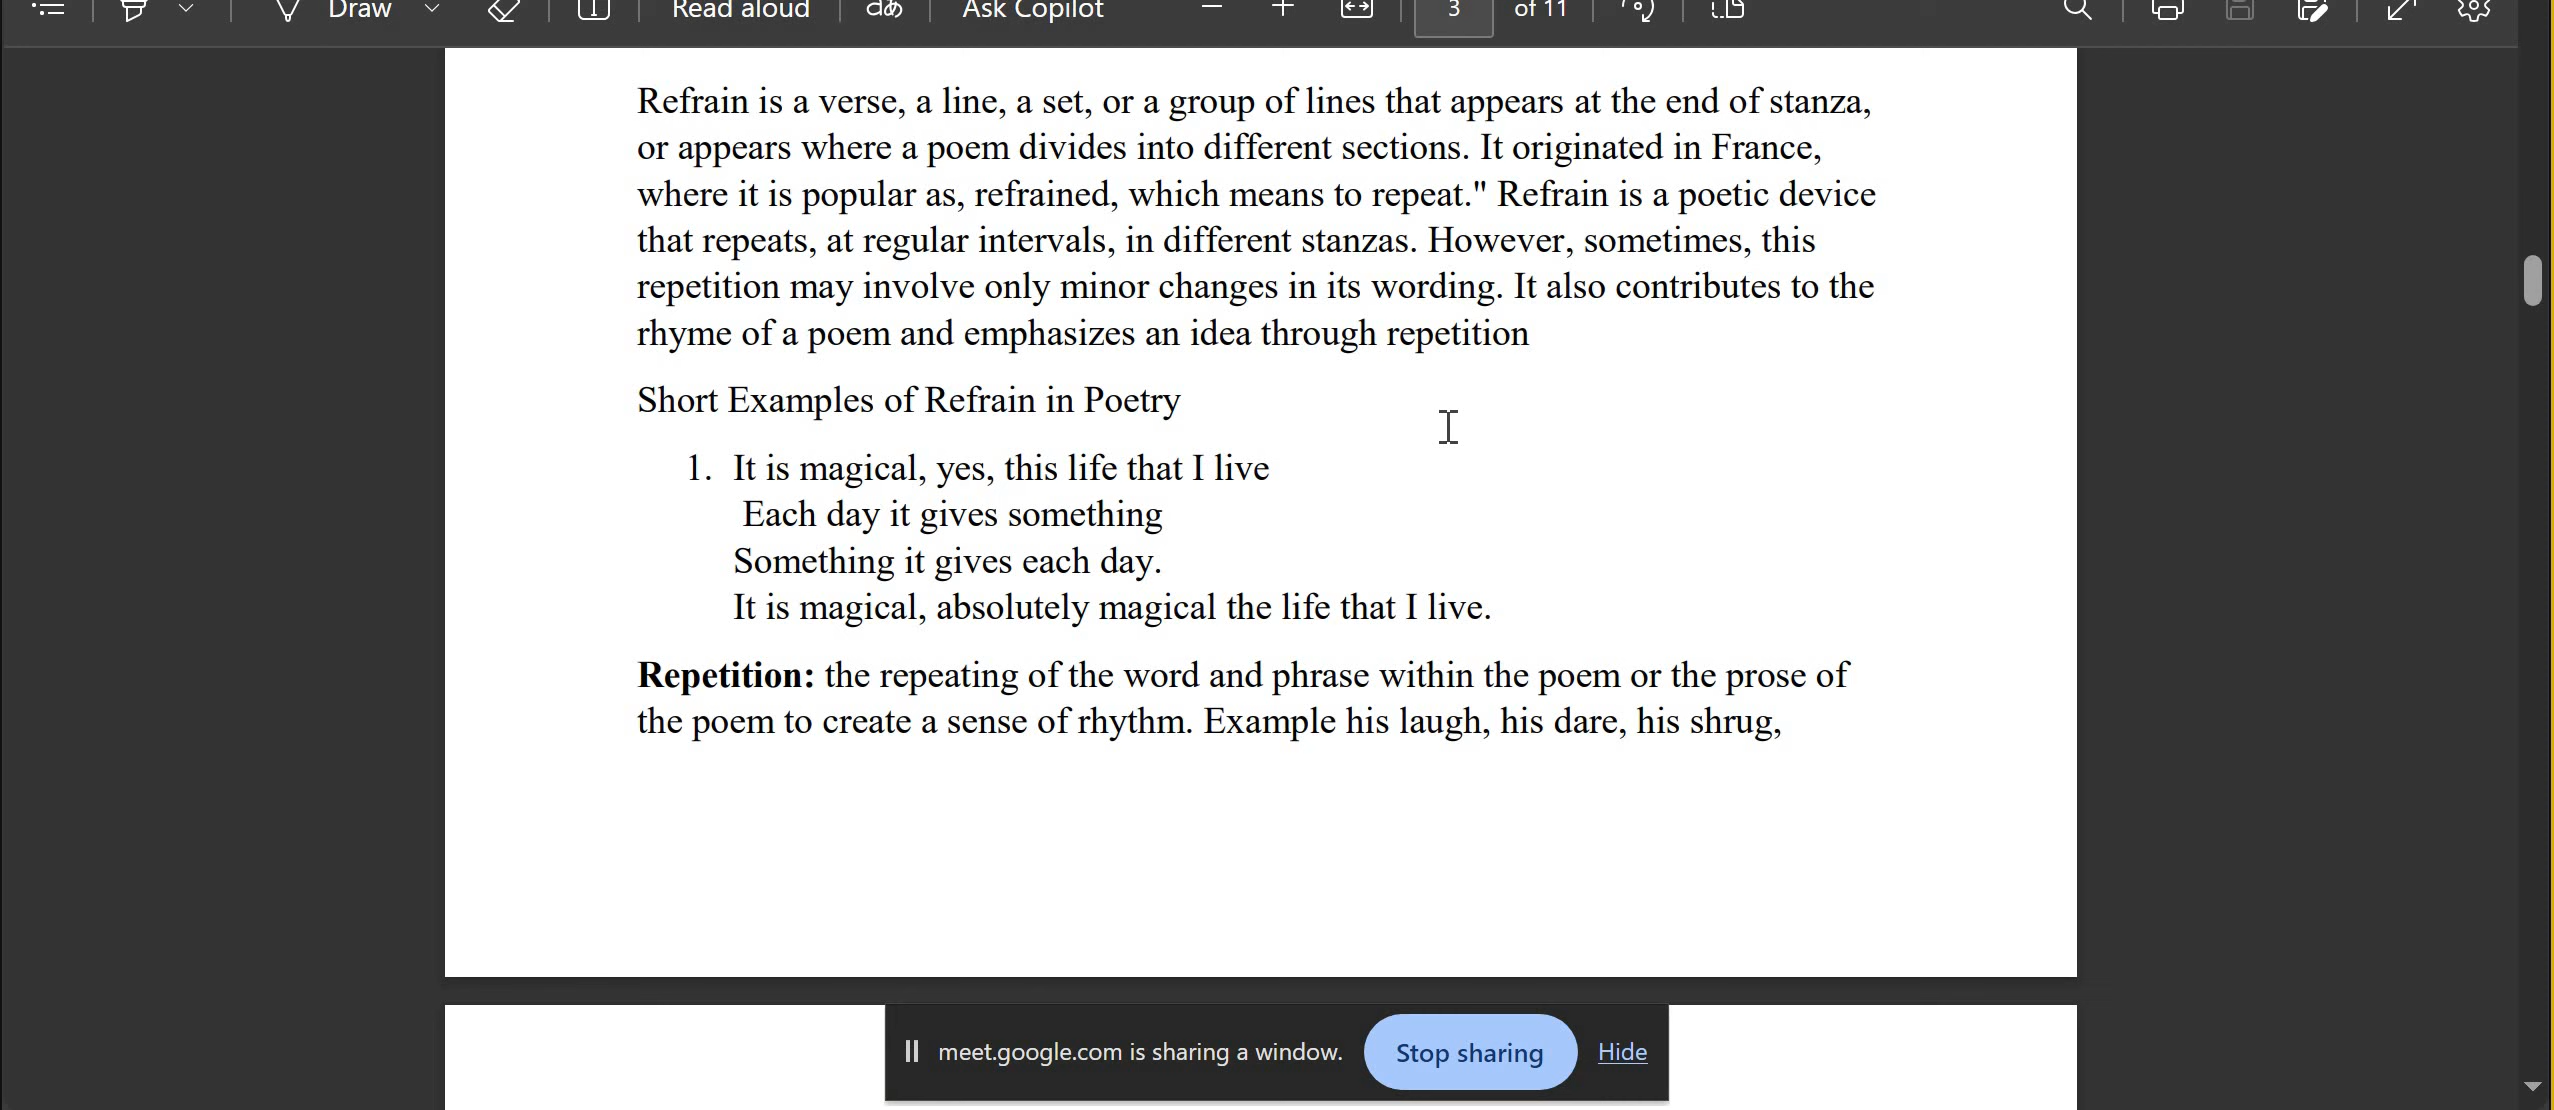 Draw Read aloud aあ Ask Copilot 3 of 11
Refrain is a verse, a line, a set, or a group of lines that appears at the end of stanza,
or appears where a poem divides into different sections. It originated in France,
where it is popular as, refrained, which means to repeat." Refrain is a poetic device
that repeats, at regular intervals, in different stanzas. However, sometimes, this
repetition may involve only minor changes in its wording. It also contributes to the
rhyme of a poem and emphasizes an idea through repetition
Short Examples of Refrain in Poetry
1. It is magical, yes, this life that I live
Each day it gives something
Something it gives each day.
It is magical, absolutely magical the life that I live.
Repetition: the repeating of the word and phrase within the poem or the prose of
the poem to create a sense of rhythm. Example his laugh, his dare, his shrug,
meet.google.com is sharing a window. Stop sharing Hide